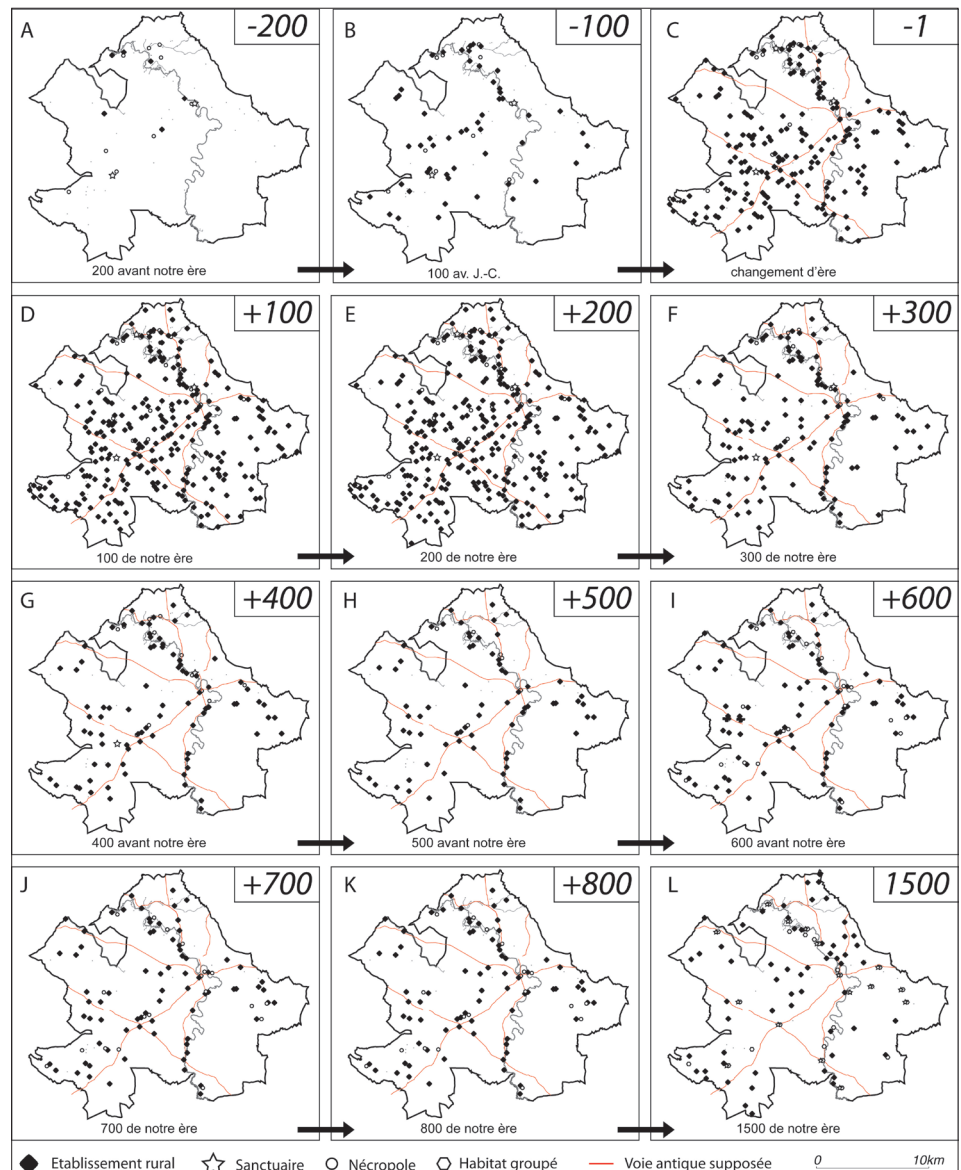 A -200
200 avant notre ère
B -100
100 av. J.-C.
C -1
changement d'ère
D +100
100 de notre ère
E +200
200 de notre ère
F +300
300 de notre ère
G +400
400 avant notre ère
H +500
500 avant notre ère
I +600
600 avant notre ère
J +700
700 de notre ère
K +800
800 de notre ère
L 1500
1500 de notre ère
Etablissement rural Sanctuaire Nécropole Habitat groupé Voie antique supposée 0 10km